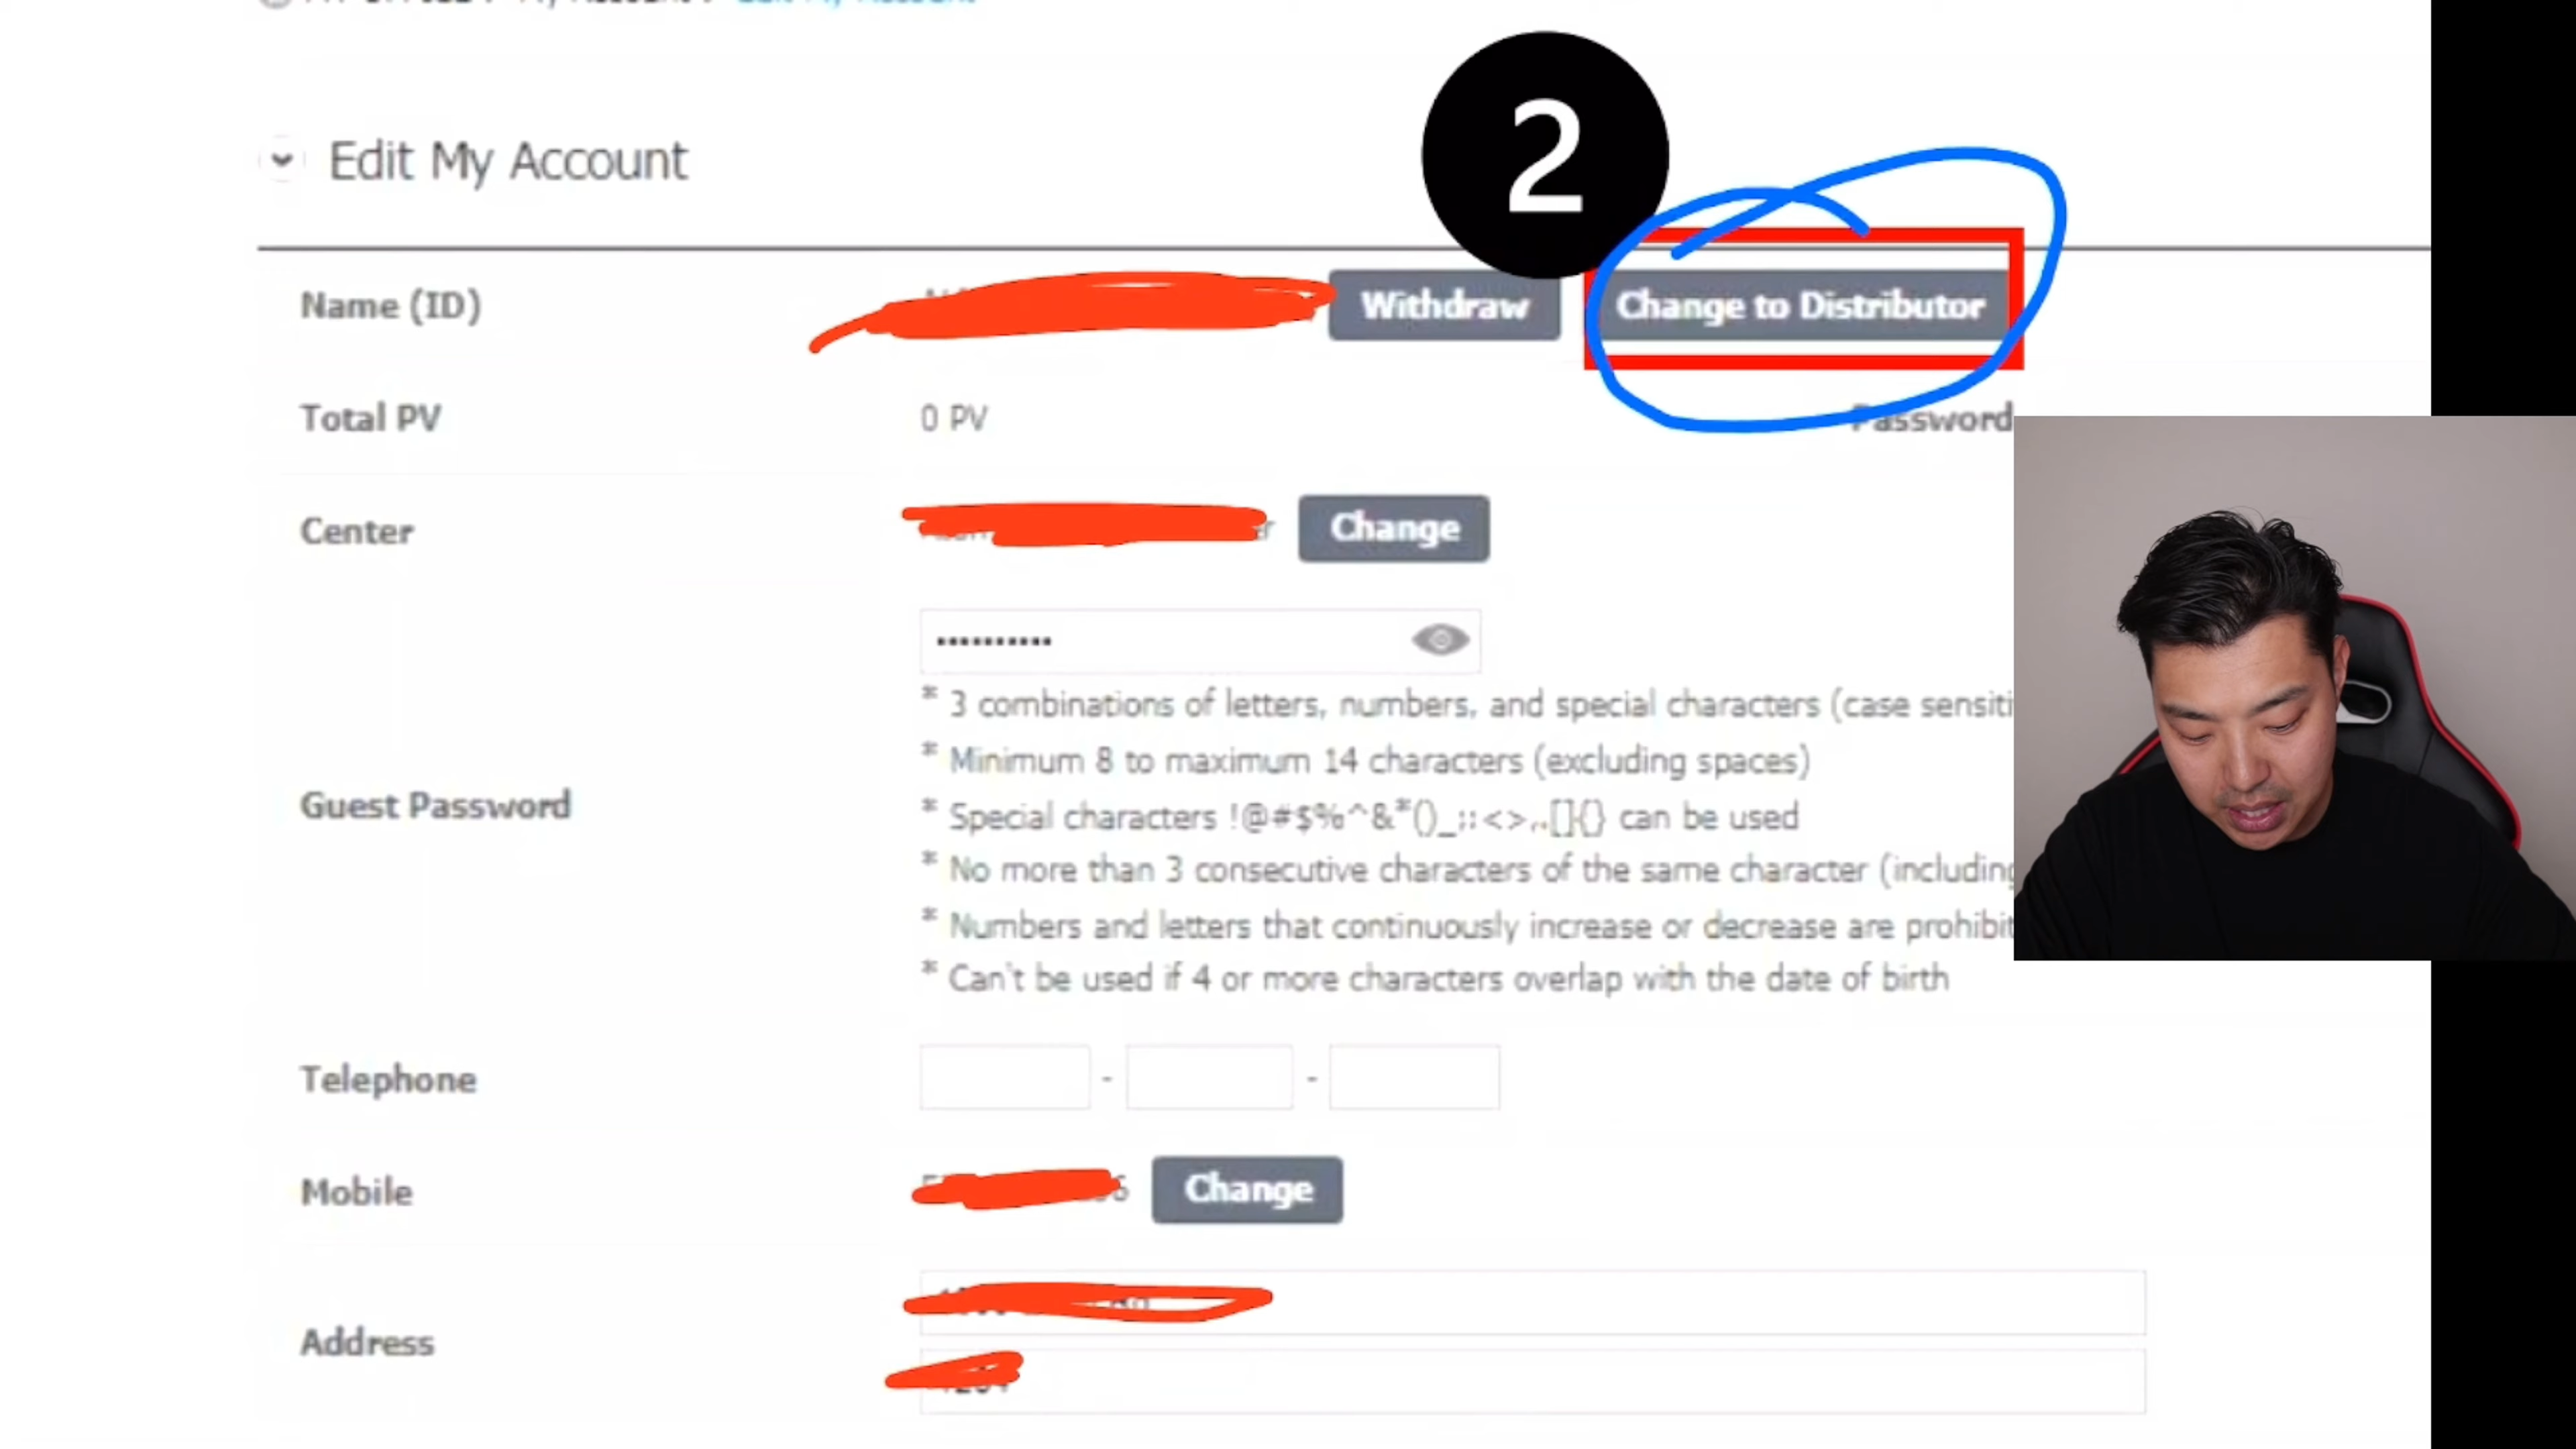 Edit My Account
2
Name (ID)
Withdraw
Change to Distributor
Total PV
0 PV
Password
Center
Change
Guest Password
* 3 combinations of letters, numbers, and special characters (case sensiti
* Minimum 8 to maximum 14 characters (excluding spaces)
* Special characters !@#$%^&*()_;:<>,.[]{} can be used
* No more than 3 consecutive characters of the same character (including
* Numbers and letters that continuously increase or decrease are prohibit
* Can't be used if 4 or more characters overlap with the date of birth
Telephone
- -
Mobile
Change
Address